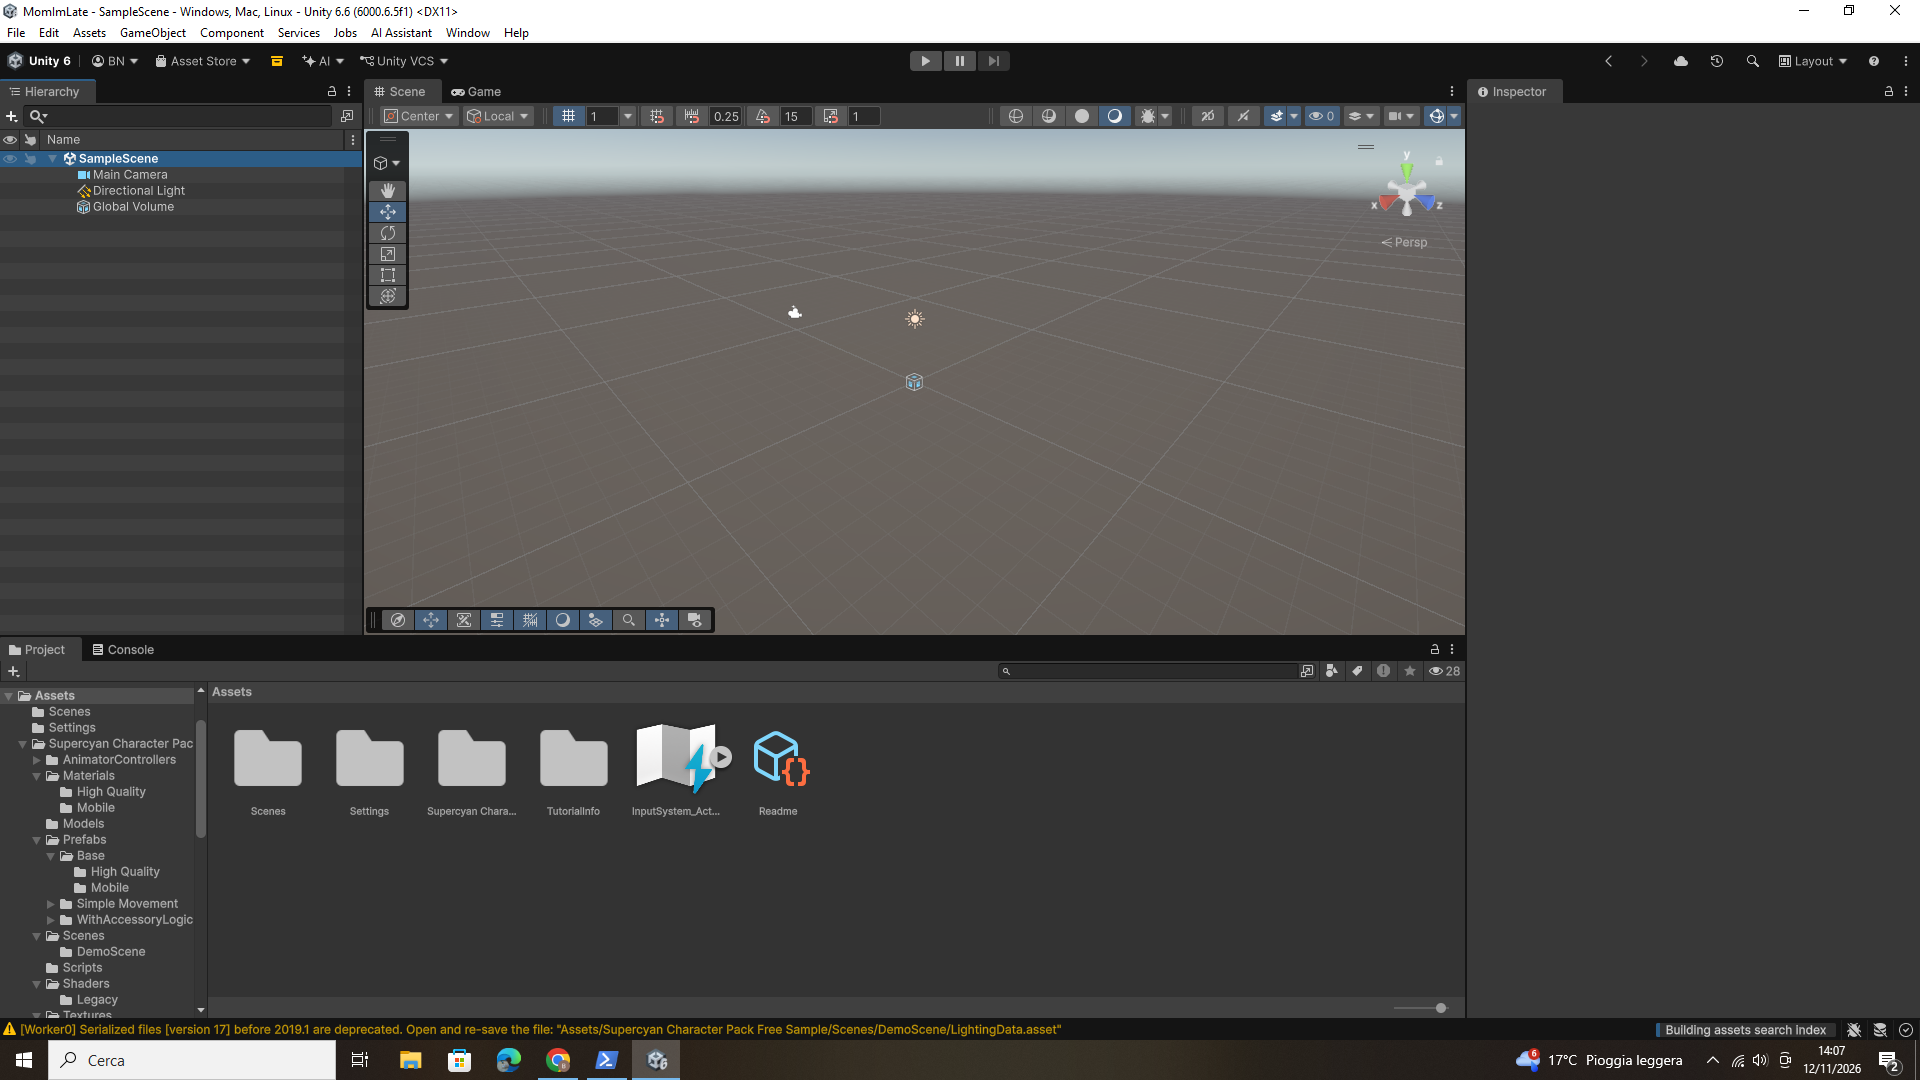 MomImLate - SampleScene - Windows, Mac, Linux - Unity 6.6 (6000.6.5f1) <DX11>
File Edit Assets GameObject Component Services Jobs AI Assistant Window Help
Unity 6 BN Asset Store AI Unity VCS Layout
Hierarchy
Scene Game
Inspector
Center Local 1 0.25 15 1 2D 0
Name
SampleScene
Main Camera
Directional Light
Global Volume
y
x z
Persp
Project Console
28
Assets
Scenes
Settings
Supercyan Character Pac
AnimatorControllers
Materials
High Quality
Mobile
Models
Prefabs
Base
High Quality
Mobile
Simple Movement
WithAccessoryLogic
Scenes
DemoScene
Scripts
Shaders
Legacy
Textures
Assets
Scenes Settings Supercyan Chara... TutorialInfo InputSystem_Act... Readme
[Worker0] Serialized files [version 17] before 2019.1 are deprecated. Open and re-save the file: "Assets/Supercyan Character Pack Free Sample/Scenes/DemoScene/LightingData.asset"
Building assets search index
Cerca
6
17°C Pioggia leggera
14:07
12/11/2026
2